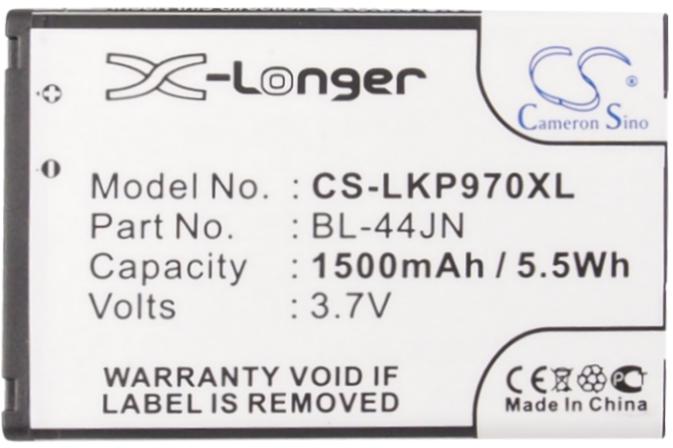 X-Longer
CS
Cameron Sino
Model No. : CS-LKP970XL
Part No. : BL-44JN
Capacity : 1500mAh / 5.5Wh
Volts : 3.7V
WARRANTY VOID IF
LABEL IS REMOVED
CE PCT
Made in China